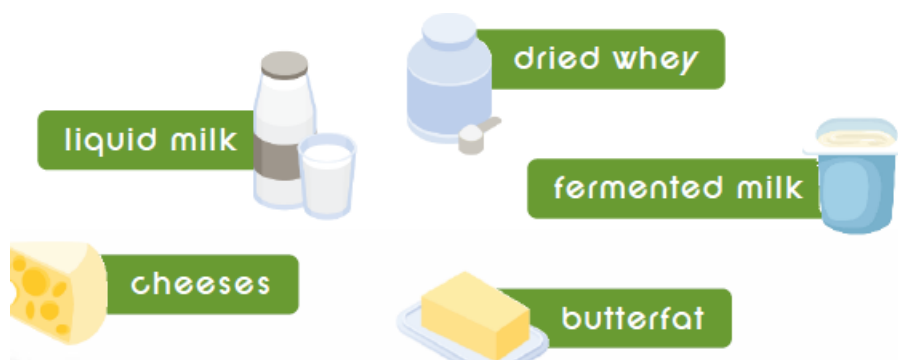 dried whey
liquid milk
fermented milk
cheeses
butterfat